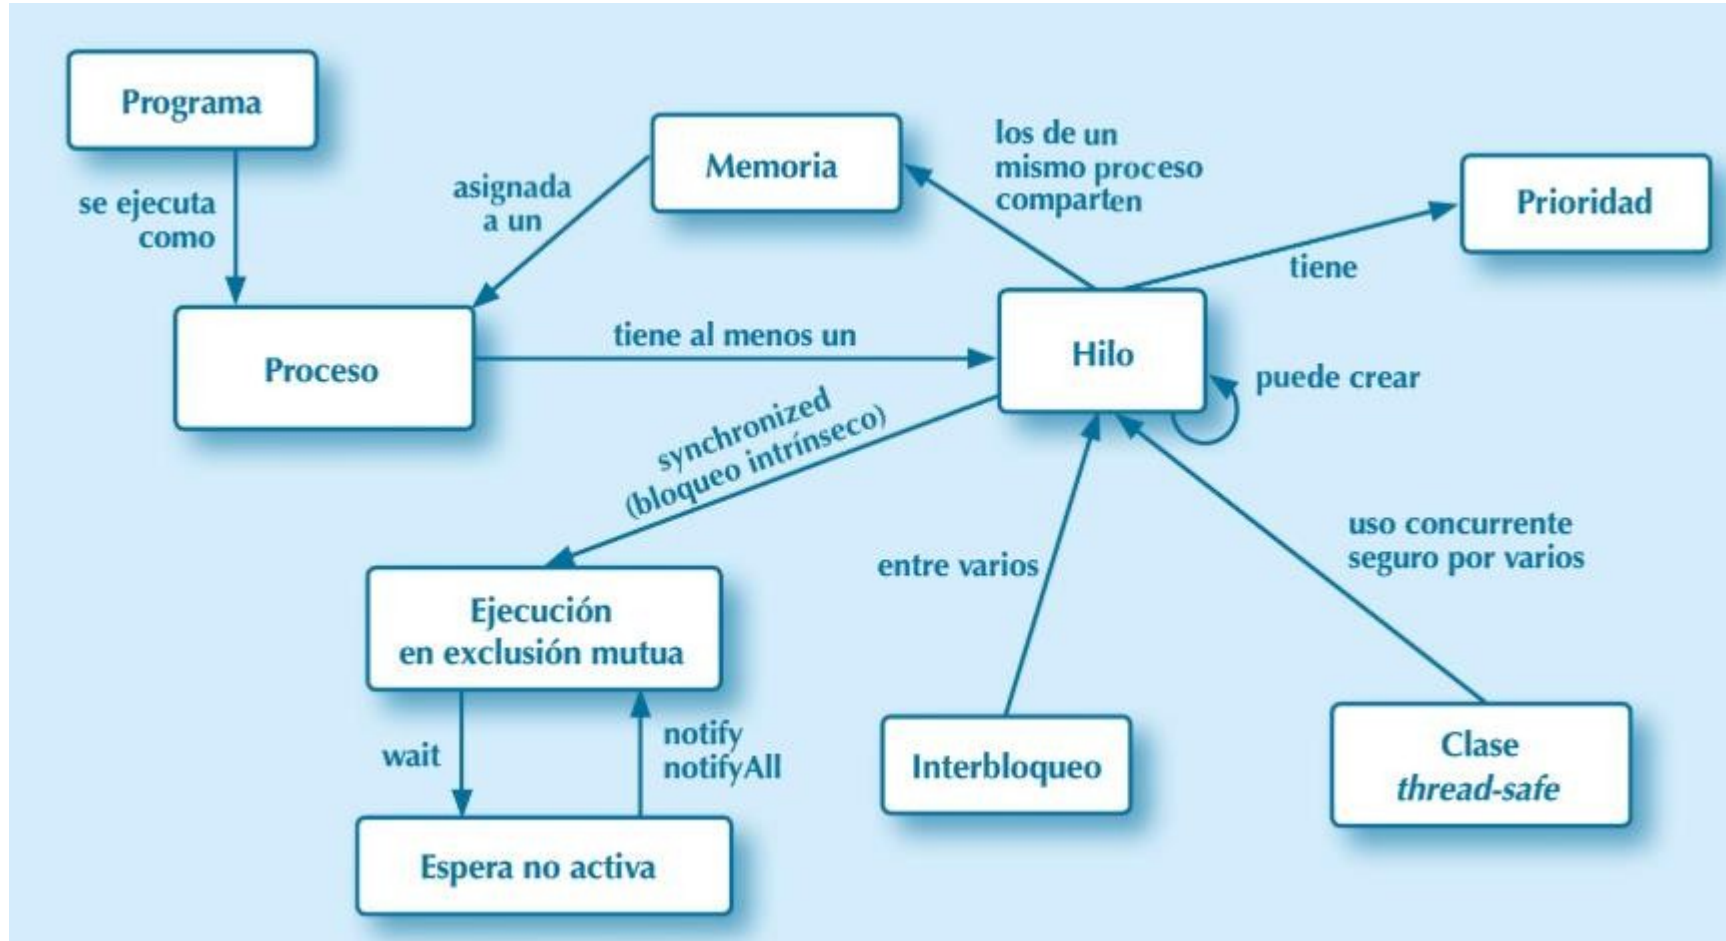 Programa
se ejecuta
como
Proceso
asignada
a un
Memoria
los de un
mismo proceso
comparten
tiene
Prioridad
tiene al menos un
Hilo
puede crear
synchronized
(bloqueo intrínseco)
entre varios
uso concurrente
seguro por varios
Ejecución
en exclusión mutua
wait
notify
notifyAll
Espera no activa
Interbloqueo
Clase
thread-safe